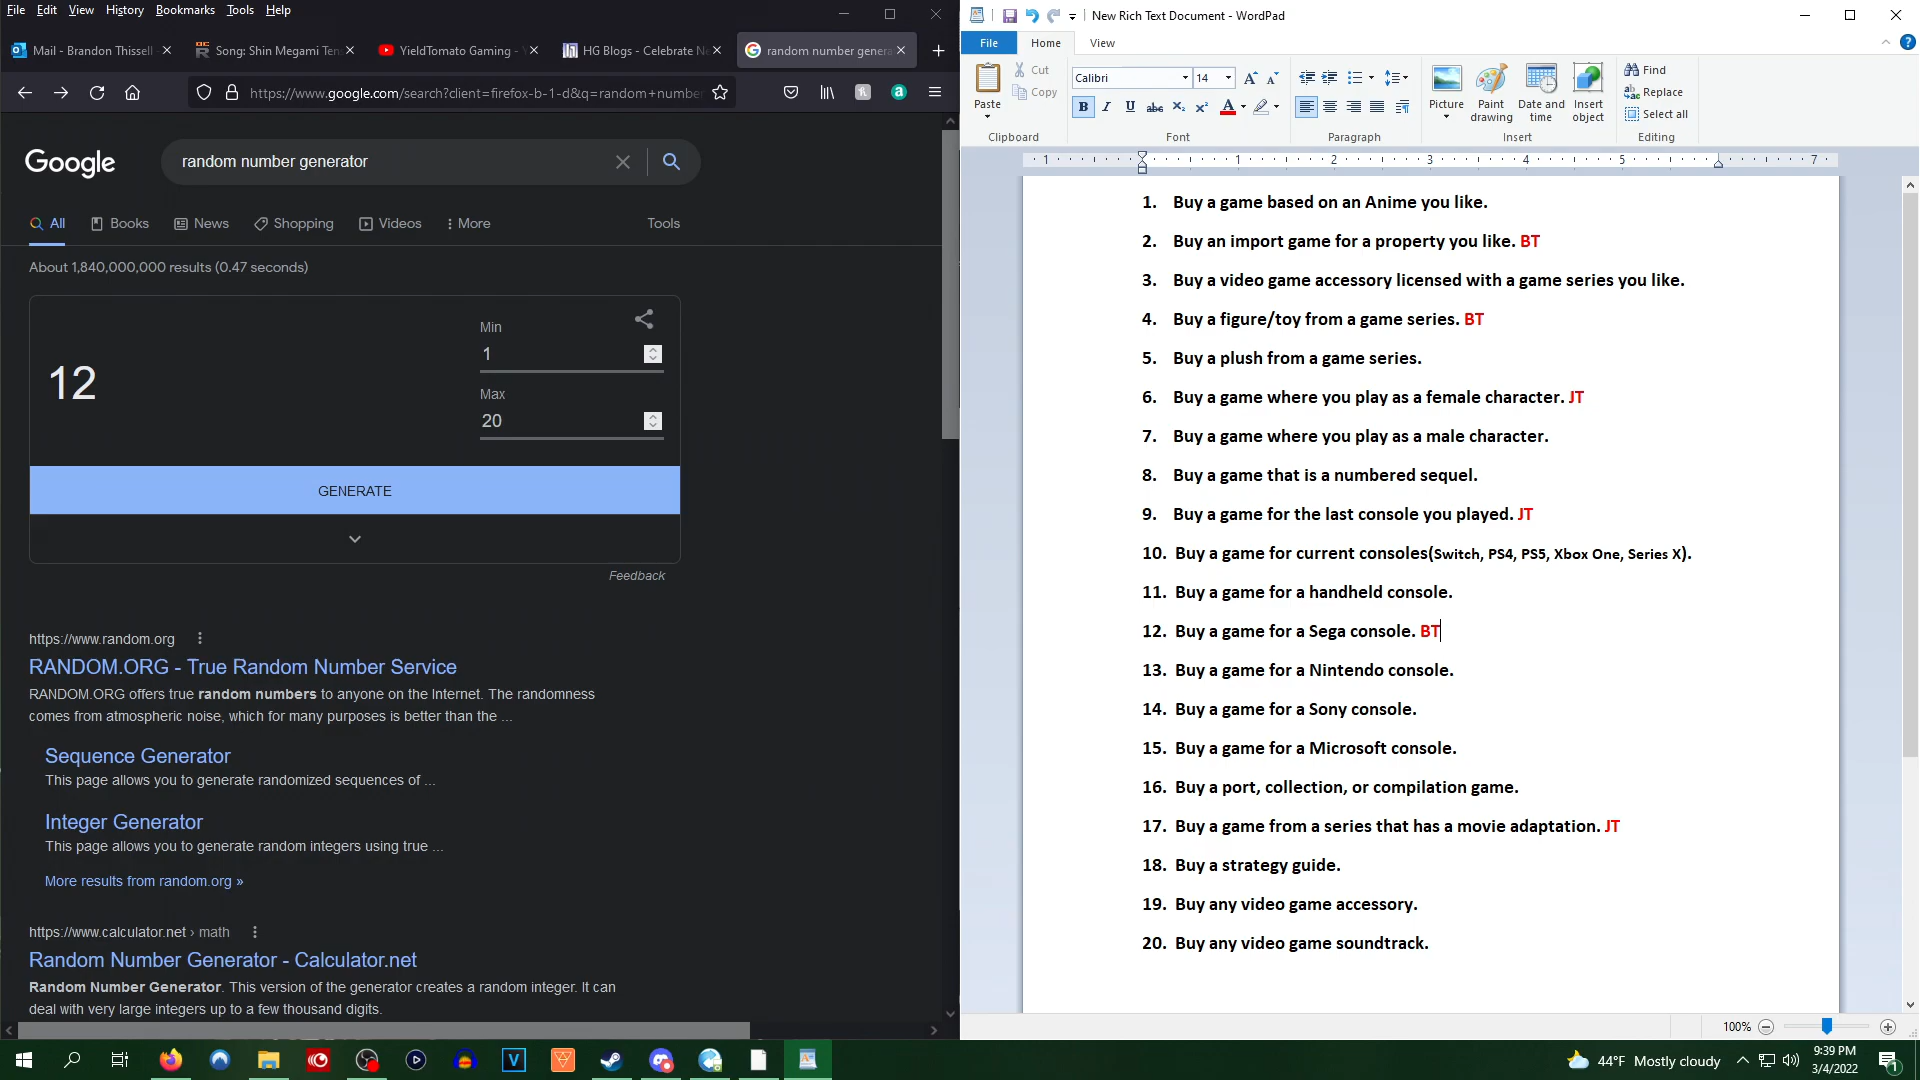 File Edit View History Bookmarks Tools Help
Mail - Brandon Thissell
Song: Shin Megami Ten
YieldTomato Gaming -
HG Blogs - Celebrate Ne
random number genera
https://www.google.com/search?client=firefox-b-1-d&q=random+number
Google
random number generator
All Books News Shopping Videos More Tools
About 1,840,000,000 results (0.47 seconds)
12
Min
1
Max
20
GENERATE
Feedback
https://www.random.org
RANDOM.ORG - True Random Number Service
RANDOM.ORG offers true random numbers to anyone on the Internet. The randomness
comes from atmospheric noise, which for many purposes is better than the ...
Sequence Generator
This page allows you to generate randomized sequences of ...
Integer Generator
This page allows you to generate random integers using true ...
More results from random.org »
https://www.calculator.net › math
Random Number Generator - Calculator.net
Random Number Generator. This version of the generator creates a random integer. It can
deal with very large integers up to a few thousand digits.
New Rich Text Document - WordPad
File Home View
Paste
Cut
Copy
Clipboard
Calibri 14
B I U abc X₂ X² A
Font
Paragraph
Picture
Paint drawing
Date and time
Insert object
Insert
Find
Replace
Select all
Editing
1 1 2 3 4 5 7
1. Buy a game based on an Anime you like.
2. Buy an import game for a property you like. BT
3. Buy a video game accessory licensed with a game series you like.
4. Buy a figure/toy from a game series. BT
5. Buy a plush from a game series.
6. Buy a game where you play as a female character. JT
7. Buy a game where you play as a male character.
8. Buy a game that is a numbered sequel.
9. Buy a game for the last console you played. JT
10. Buy a game for current consoles(Switch, PS4, PS5, Xbox One, Series X).
11. Buy a game for a handheld console.
12. Buy a game for a Sega console. BT
13. Buy a game for a Nintendo console.
14. Buy a game for a Sony console.
15. Buy a game for a Microsoft console.
16. Buy a port, collection, or compilation game.
17. Buy a game from a series that has a movie adaptation. JT
18. Buy a strategy guide.
19. Buy any video game accessory.
20. Buy any video game soundtrack.
100%
44°F Mostly cloudy
9:39 PM
3/4/2022
1